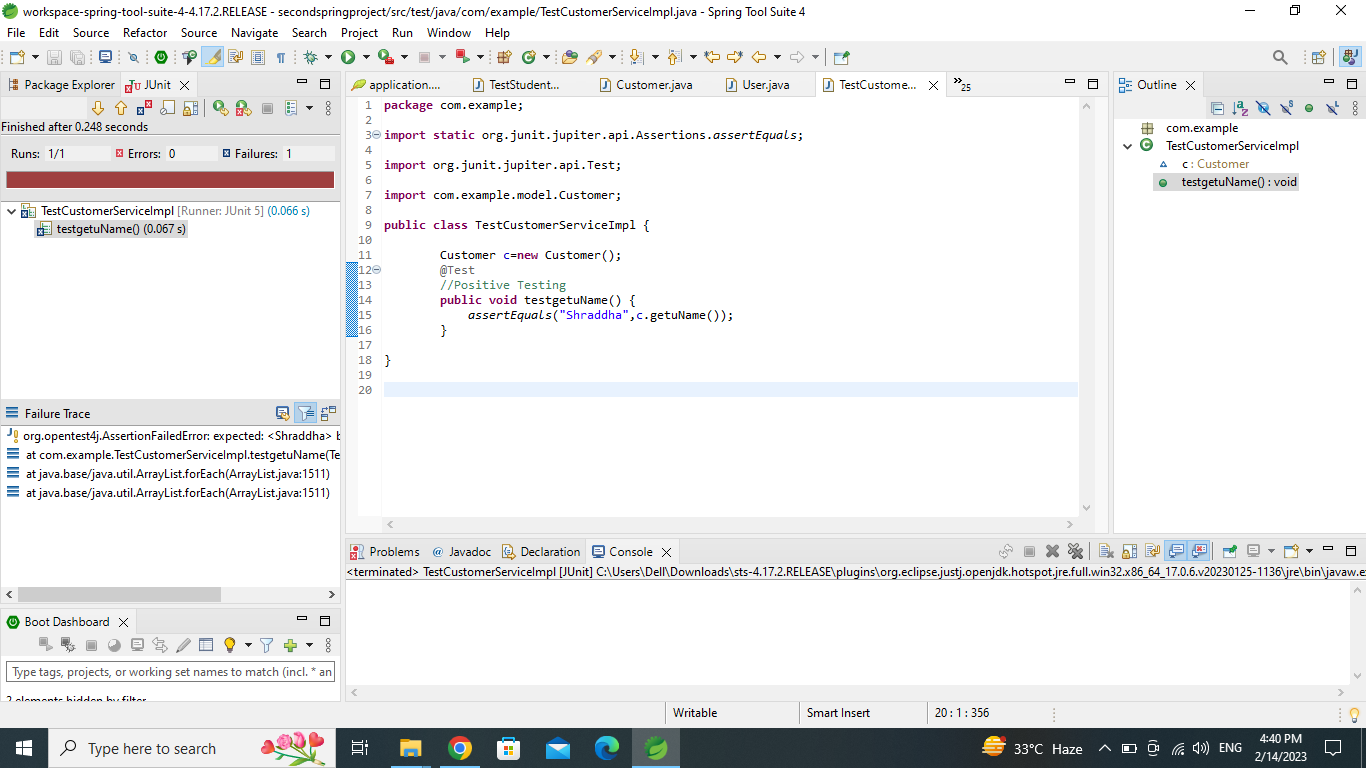 workspace-spring-tool-suite-4-4.17.2.RELEASE - secondspringproject/src/test/java/com/example/TestCustomerServiceImpl.java - Spring Tool Suite 4
File Edit Source Refactor Source Navigate Search Project Run Window Help
Package Explorer JUnit
Finished after 0.248 seconds
Runs: 1/1 Errors: 0 Failures: 1
TestCustomerServiceImpl [Runner: JUnit 5] (0.066 s)
testgetuName() (0.067 s)
Failure Trace
org.opentest4j.AssertionFailedError: expected: <Shraddha> b
at com.example.TestCustomerServiceImpl.testgetuName(Te
at java.base/java.util.ArrayList.forEach(ArrayList.java:1511)
at java.base/java.util.ArrayList.forEach(ArrayList.java:1511)
Boot Dashboard
Type tags, projects, or working set names to match (incl. * an
2 elements hidden by filter
application.... TestStudent... Customer.java User.java TestCustome... »25
1 package com.example;
2
3 import static org.junit.jupiter.api.Assertions.assertEquals;
4
5 import org.junit.jupiter.api.Test;
6
7 import com.example.model.Customer;
8
9 public class TestCustomerServiceImpl {
10
11 Customer c=new Customer();
12 @Test
13 //Positive Testing
14 public void testgetuName() {
15 assertEquals("Shraddha",c.getuName());
16 }
17
18 }
19
20
Outline
com.example
TestCustomerServiceImpl
c : Customer
testgetuName() : void
Problems Javadoc Declaration Console
<terminated> TestCustomerServiceImpl [JUnit] C:\Users\Dell\Downloads\sts-4.17.2.RELEASE\plugins\org.eclipse.justj.openjdk.hotspot.jre.full.win32.x86_64_17.0.6.v20230125-1136\jre\bin\javaw.e
Writable Smart Insert 20 : 1 : 356
Type here to search
33°C Haze ENG 4:40 PM
2/14/2023